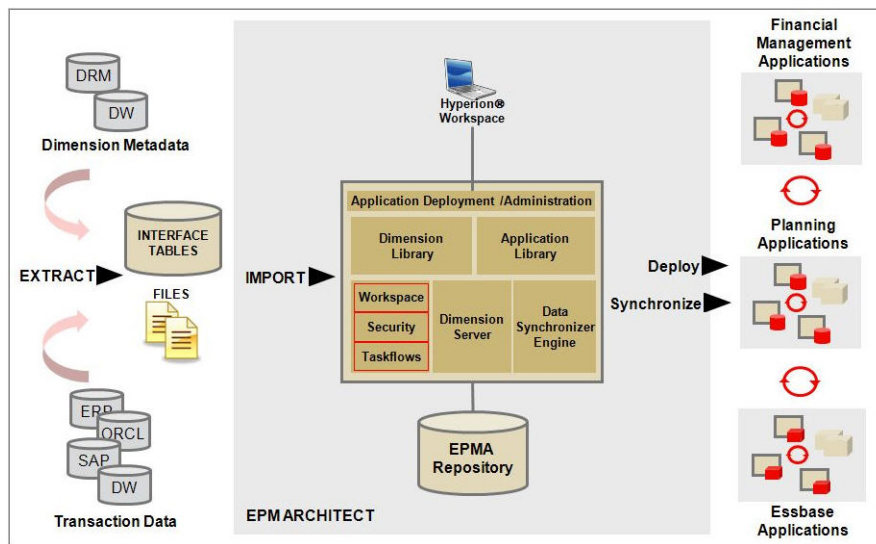 DRM
DW
Dimension Metadata
INTERFACE
TABLES
EXTRACT
FILES
ERP
ORCL
SAP
DW
Transaction Data
Hyperion®
Workspace
Application Deployment /Administration
Dimension
Library
Application
Library
IMPORT
Workspace
Security
Taskflows
Dimension
Server
Data
Synchronizer
Engine
EPMA
Repository
EPM ARCHITECT
Deploy
Synchronize
Financial
Management
Applications
Planning
Applications
Essbase
Applications